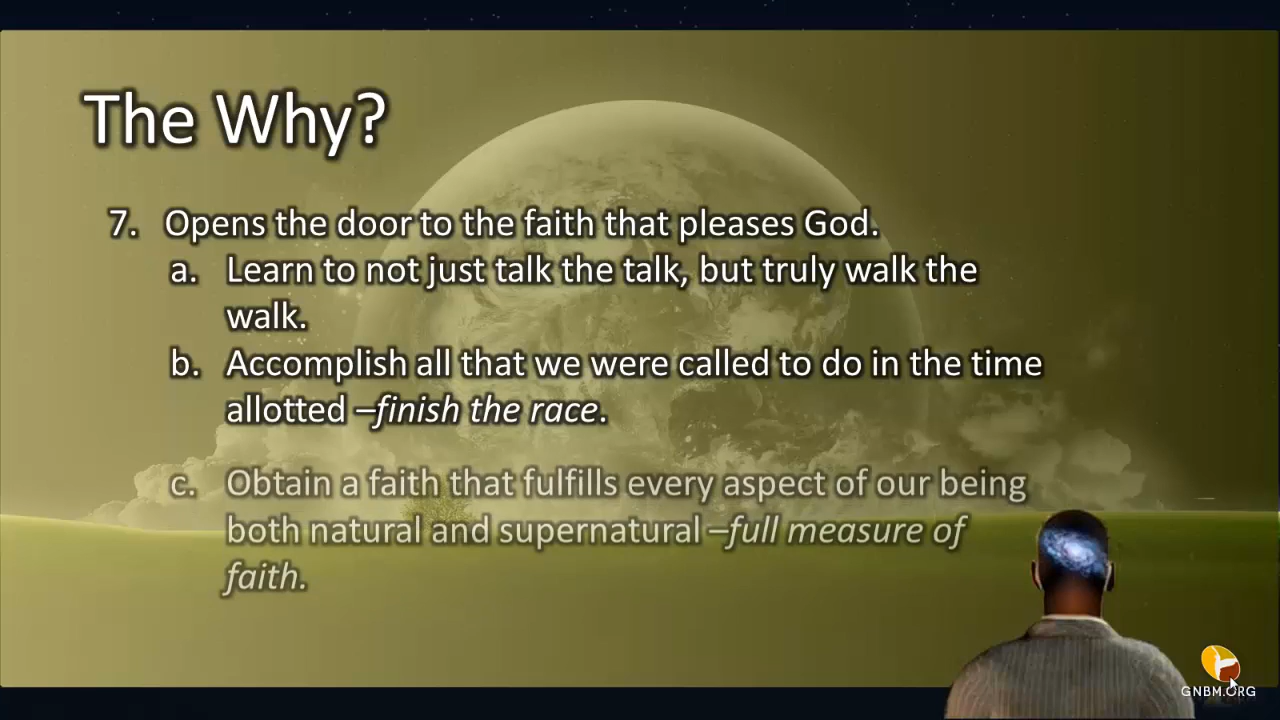 The Why?
7. Opens the door to the faith that pleases God.
a. Learn to not just talk the talk, but truly walk the
walk.
b. Accomplish all that we were called to do in the time
allotted –finish the race.
c. Obtain a faith that fulfills every aspect of our being
both natural and supernatural –full measure of
faith.
GNBM.ORG